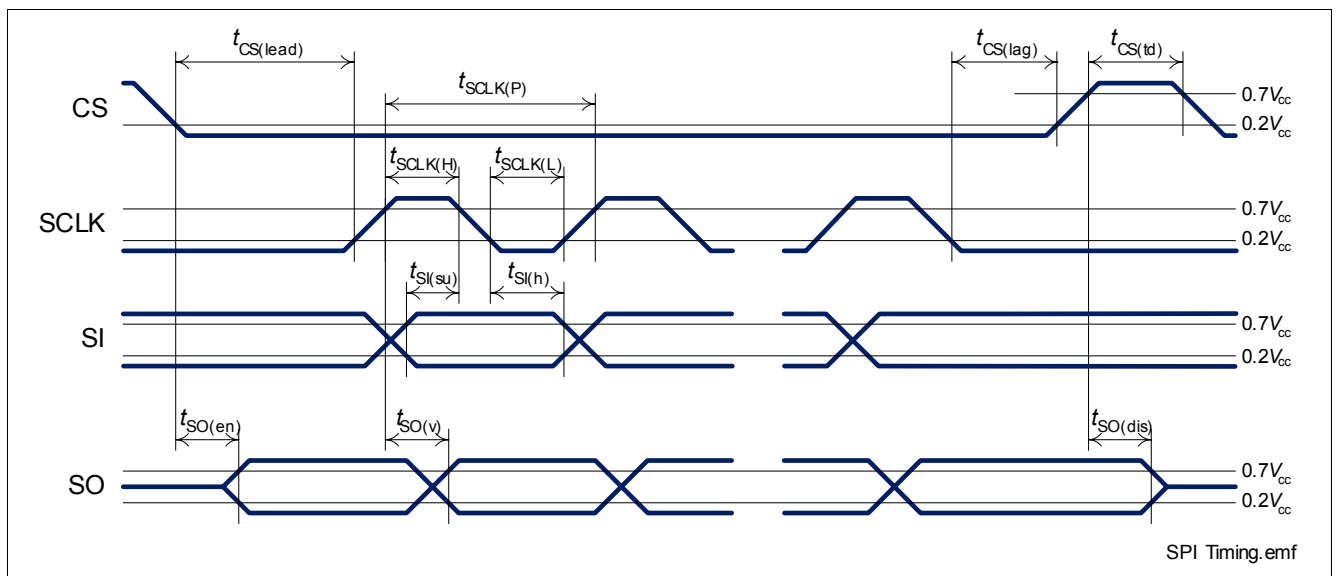 tCS(lead)
tCS(lag)
tCS(td)
tSCLK(P)
CS
0.7Vcc
0.2Vcc
tSCLK(H)
tSCLK(L)
SCLK
0.7Vcc
0.2Vcc
tSI(su)
tSI(h)
SI
0.7Vcc
0.2Vcc
tSO(en)
tSO(v)
tSO(dis)
SO
0.7Vcc
0.2Vcc
SPI Timing.emf